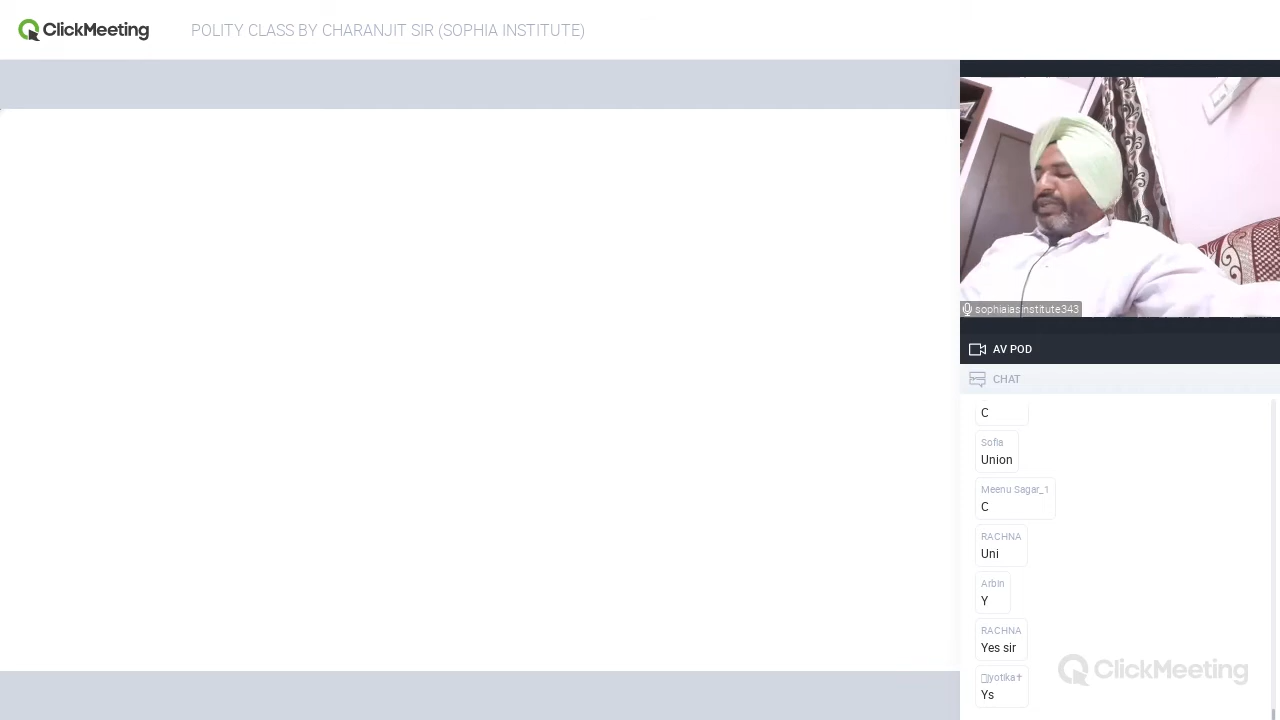 ClickMeeting
POLITY CLASS BY CHARANJIT SIR (SOPHIA INSTITUTE)
sophiaiasinstitute343
AV POD
CHAT
C
Sofia
Union
Meenu Sagar_1
C
RACHNA
Uni
Arbin
Y
RACHNA
Yes sir
Jyotika✝
Ys
ClickMeeting